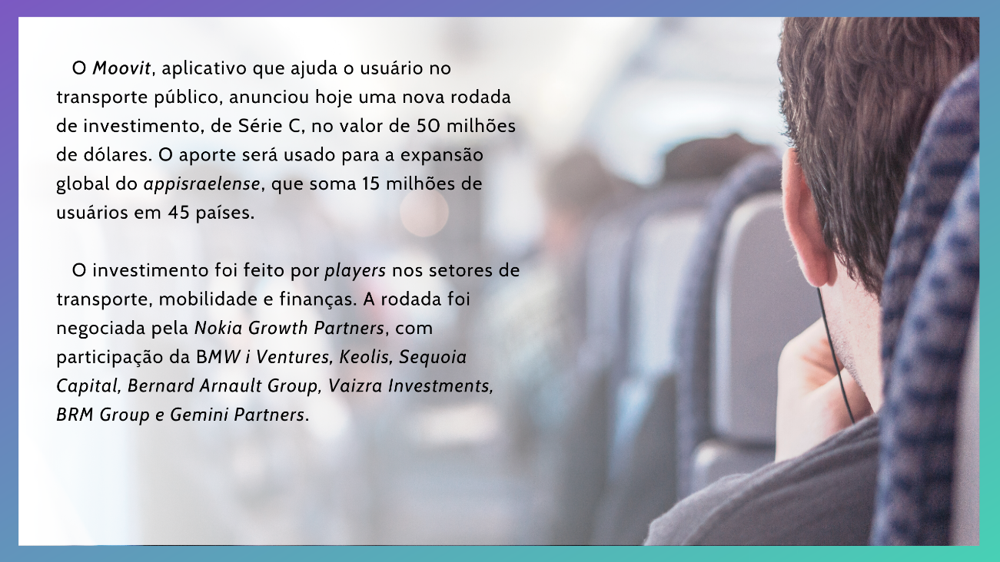 O Moovit, aplicativo que ajuda o usuário no
transporte público, anunciou hoje uma nova rodada
de investimento, de Série C, no valor de 50 milhões
de dólares. O aporte será usado para a expansão
global do appisraelense, que soma 15 milhões de
usuários em 45 países.
O investimento foi feito por players nos setores de
transporte, mobilidade e finanças. A rodada foi
negociada pela Nokia Growth Partners, com
participação da BMW i Ventures, Keolis, Sequoia
Capital, Bernard Arnault Group, Vaizra Investments,
BRM Group e Gemini Partners.